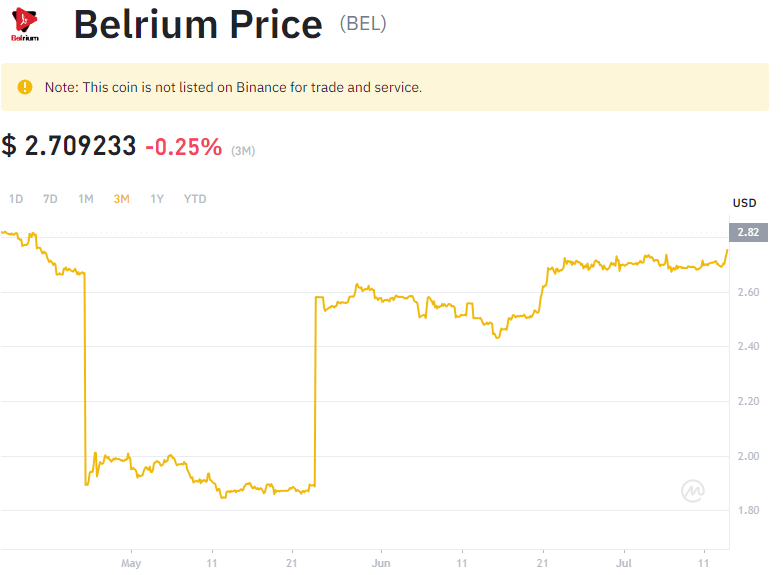 Belrium
Belrium Price (BEL)
Note: This coin is not listed on Binance for trade and service.
$ 2.709233 -0.25% (3M)
1D 7D 1M 3M 1Y YTD
USD
2.82
2.60
2.40
2.20
2.00
1.80
May 11 21 Jun 11 21 Jul 11